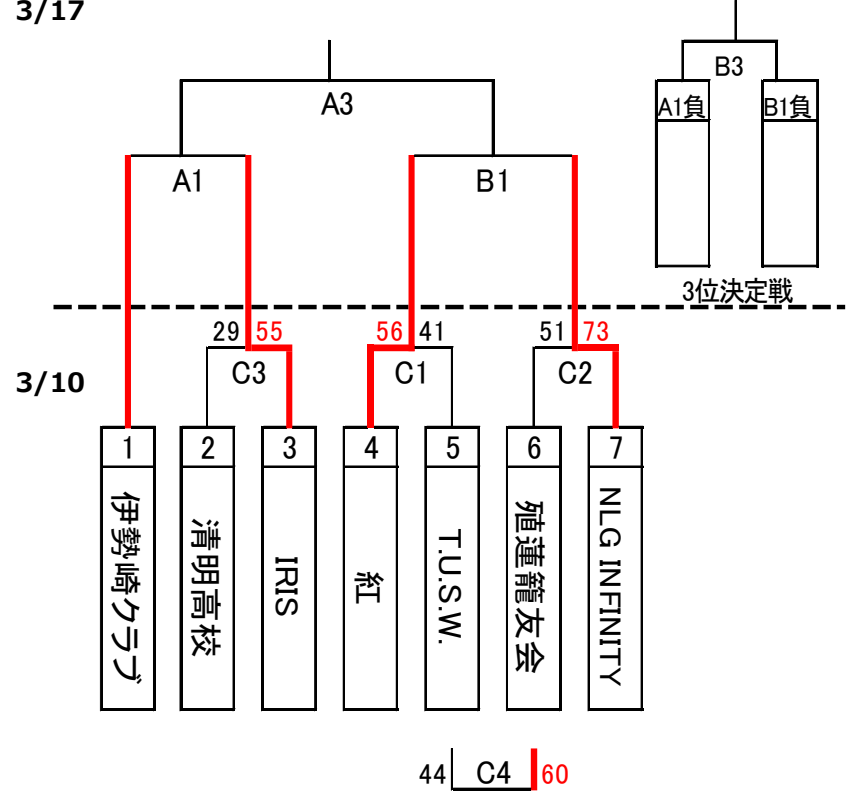 3/17
B3
A1負
B1負
A3
A1
B1
3位決定戦
29 55
56 41
51 73
C3
C1
C2
3/10
1
2
3
4
5
6
7
伊勢崎クラブ
清明高校
IRIS
紅
T.U.S.W.
殖蓮籠友会
NLG INFINITY
44 C4 60